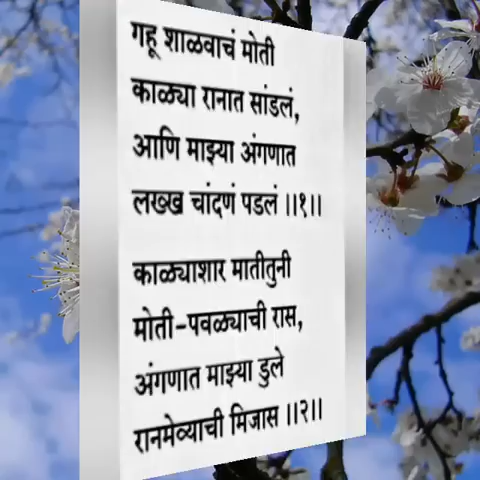 गहू शाळवाचं मोती
काळ्या रानात सांडलं,
आणि माझ्या अंगणात
लख्ख चांदणं पडलं ।।१।।
काळ्याशार मातीतुनी
मोती-पवळ्याची रास,
अंगणात माझ्या डुले
रानमेव्याची मिजास ।।२।।